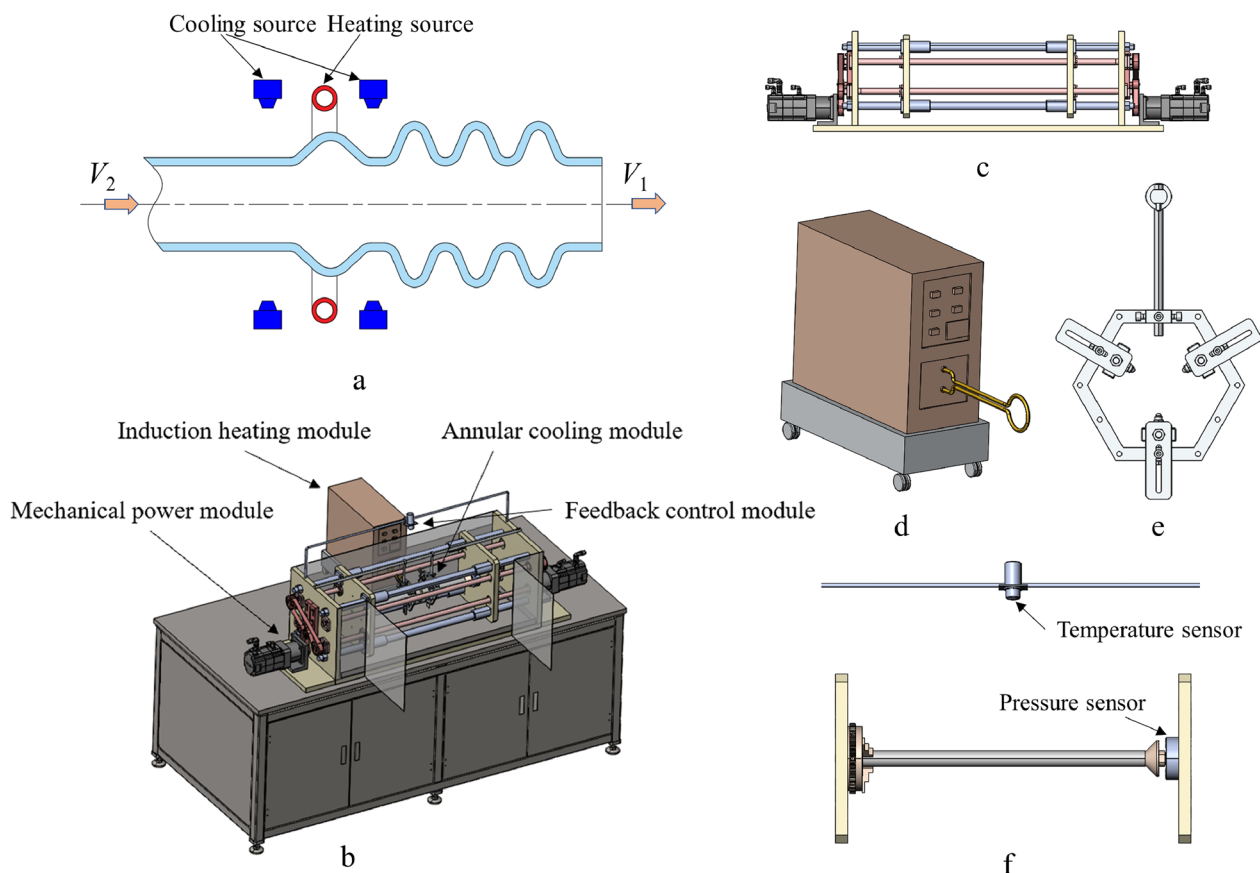 Cooling source Heating source
V2
V1
a
Induction heating module
Annular cooling module
Mechanical power module
Feedback control module
b
c
d
e
Temperature sensor
Pressure sensor
f